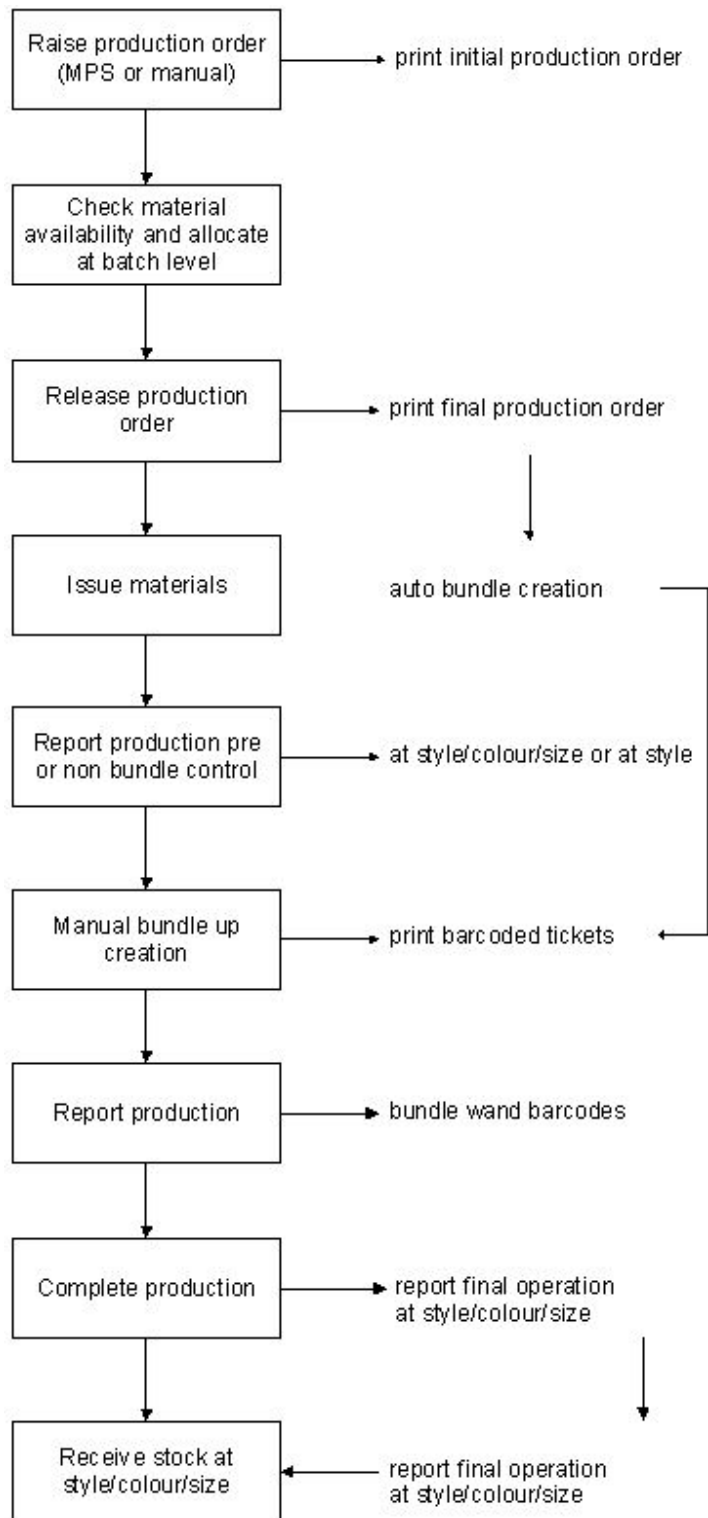 Raise production order
(MPS or manual)
print initial production order
Check material
availability and allocate
at batch level
Release production
order
print final production order
Issue materials
auto bundle creation
Report production pre
or non bundle control
at style/colour/size or at style
Manual bundle up
creation
print barcoded tickets
Report production
bundle wand barcodes
Complete production
report final operation
at style/colour/size
Receive stock at
style/colour/size
report final operation
at style/colour/size